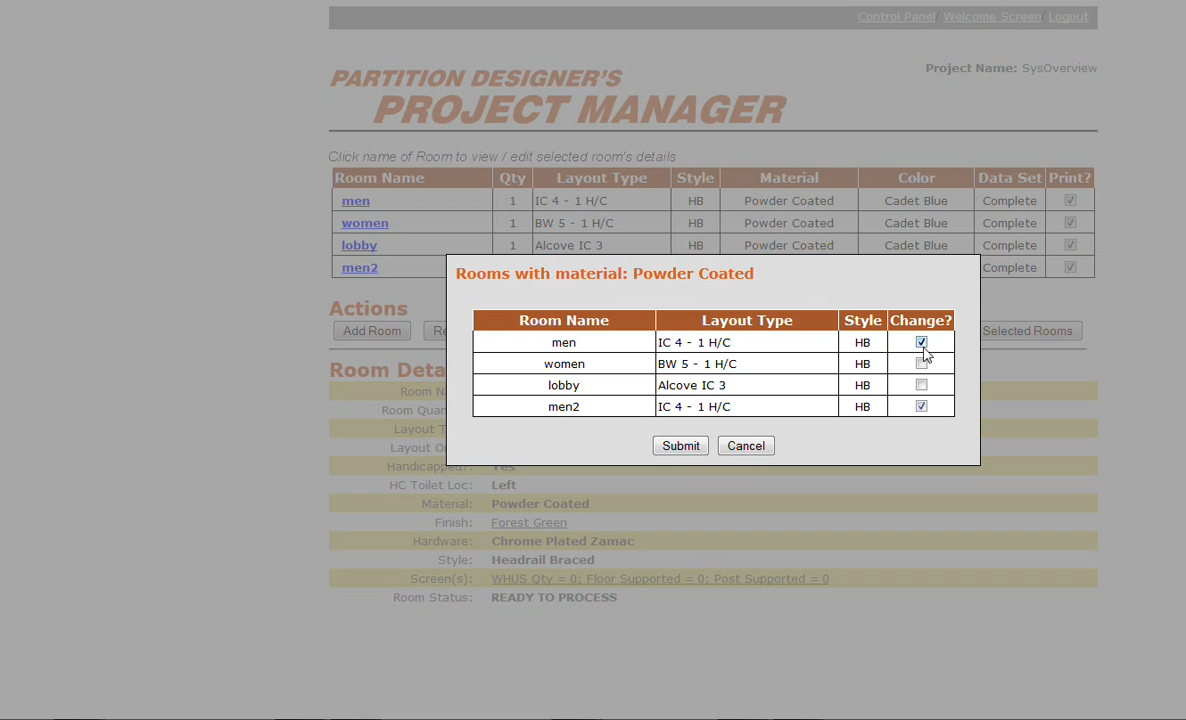 Control Panel/ Welcome Screen/ Logout
Project Name: SysOverview
PARTITION DESIGNER'S
PROJECT MANAGER
Click name of Room to view / edit selected room's details
Room Name Qty Layout Type Style Material Color Data Set Print?
men 1 IC 4 - 1 H/C HB Powder Coated Cadet Blue Complete
women 1 BW 5 - 1 H/C HB Powder Coated Cadet Blue Complete
lobby 1 Alcove IC 3 HB Powder Coated Cadet Blue Complete
men2 Complete
Rooms with material: Powder Coated
Room Name Layout Type Style Change?
men IC 4 - 1 H/C HB
women BW 5 - 1 H/C HB
lobby Alcove IC 3 HB
men2 IC 4 - 1 H/C HB
Submit Cancel
Actions
Add Room Selected Rooms
Room Deta
Room N
Room Quan
Layout T
Layout O
Handicapped?: Yes
HC Toilet Loc: Left
Material: Powder Coated
Finish: Forest Green
Hardware: Chrome Plated Zamac
Style: Headrail Braced
Screen(s): WHUS Qty = 0; Floor Supported = 0; Post Supported = 0
Room Status: READY TO PROCESS